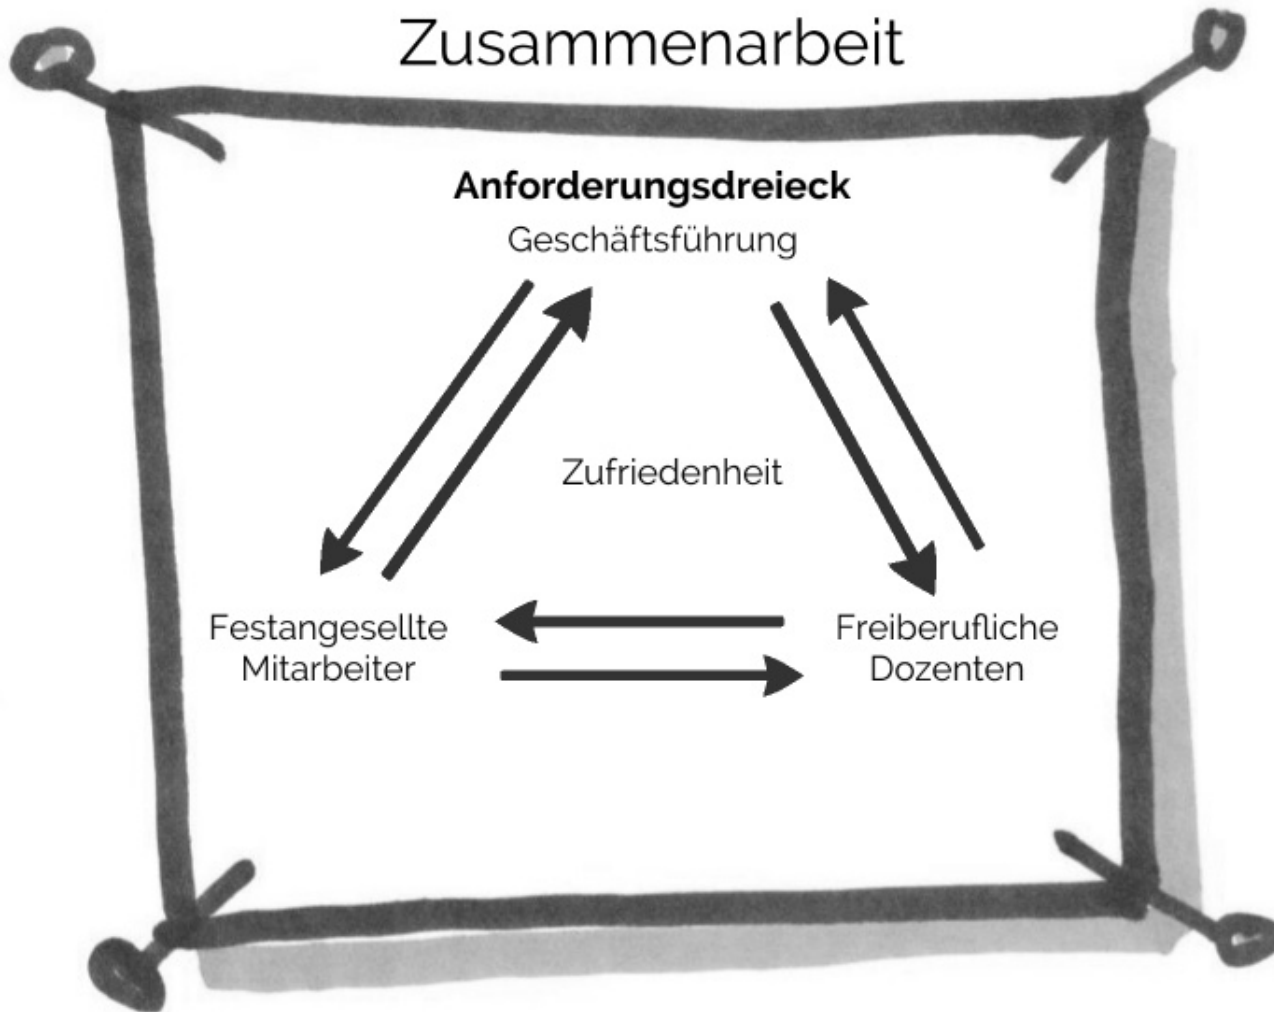 Zusammenarbeit
Anforderungsdreieck
Geschäftsführung
Zufriedenheit
Festangesellte
Mitarbeiter
Freiberufliche
Dozenten